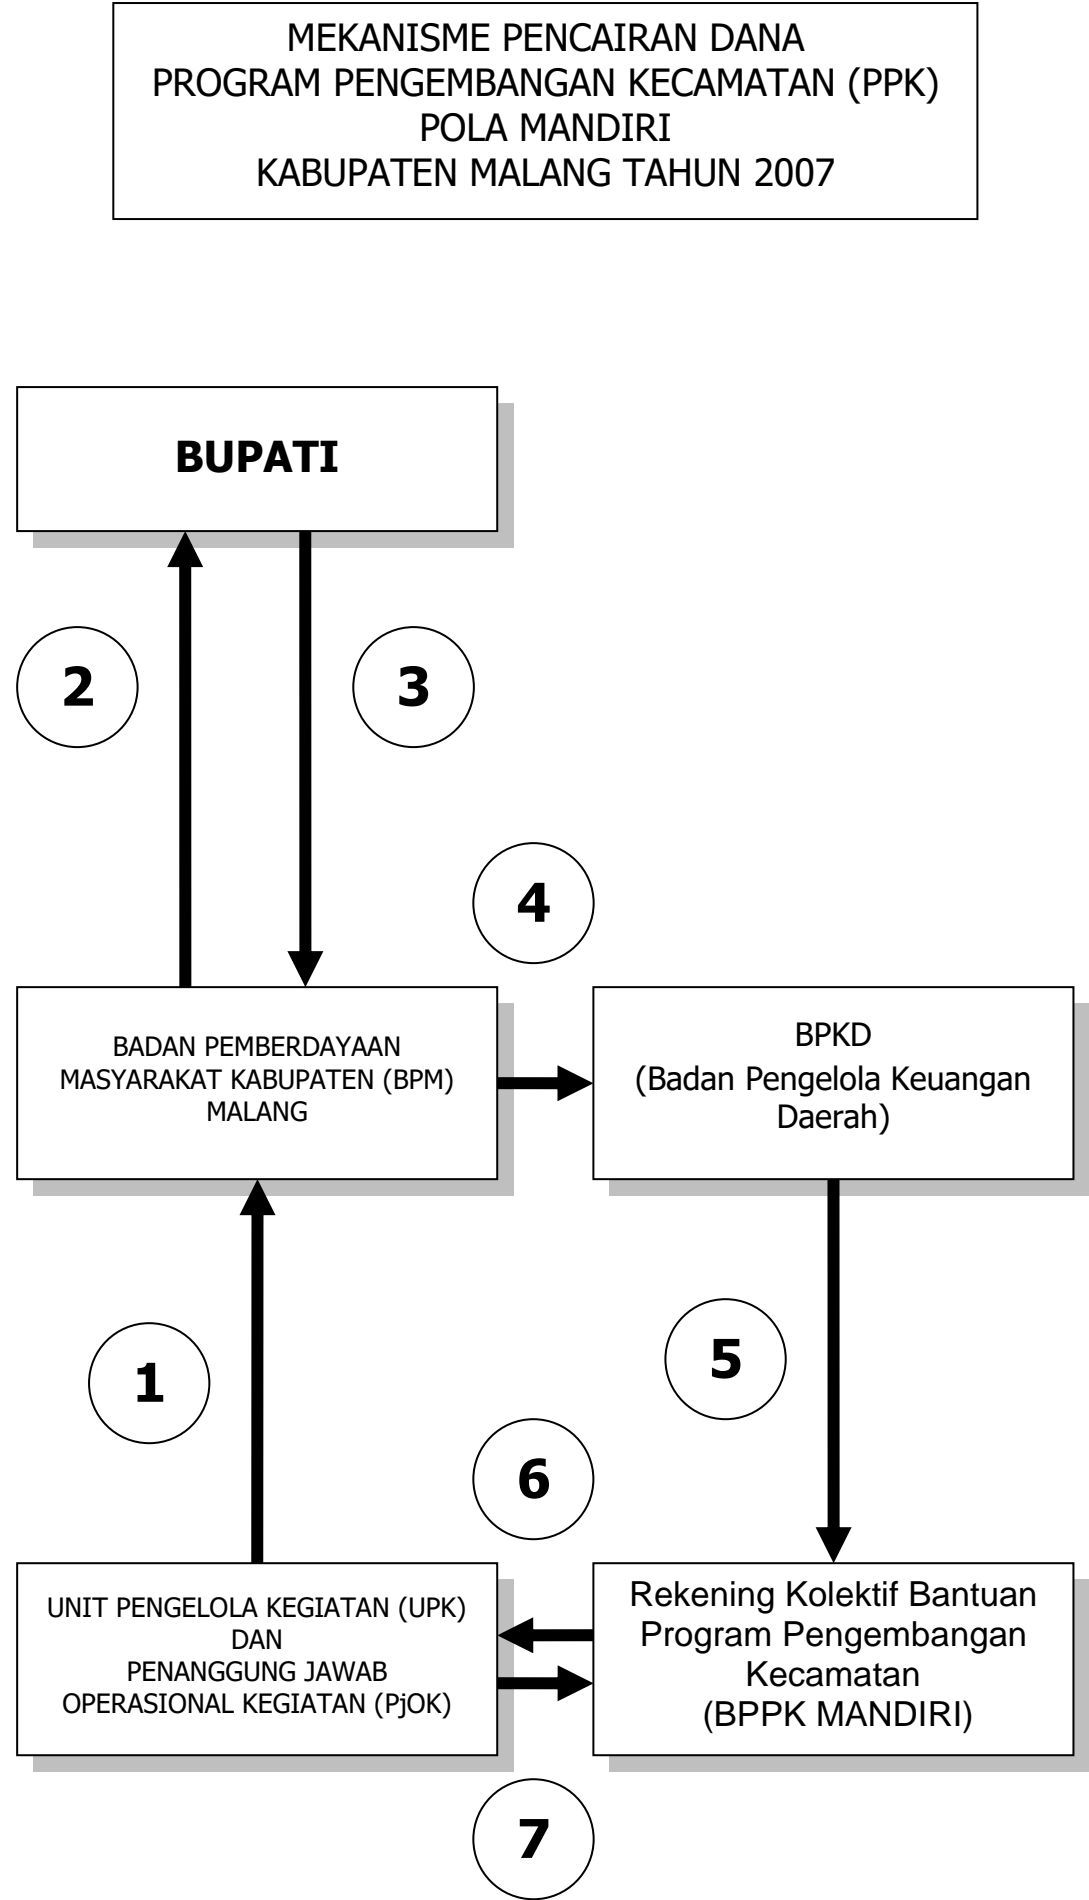 MEKANISME PENCAIRAN DANA
PROGRAM PENGEMBANGAN KECAMATAN (PPK)
POLA MANDIRI
KABUPATEN MALANG TAHUN 2007
BUPATI
2
3
4
BADAN PEMBERDAYAAN
MASYARAKAT KABUPATEN (BPM)
MALANG
BPKD
(Badan Pengelola Keuangan
Daerah)
1
5
6
UNIT PENGELOLA KEGIATAN (UPK)
DAN
PENANGGUNG JAWAB
OPERASIONAL KEGIATAN (PjOK)
Rekening Kolektif Bantuan
Program Pengembangan
Kecamatan
(BPPK MANDIRI)
7